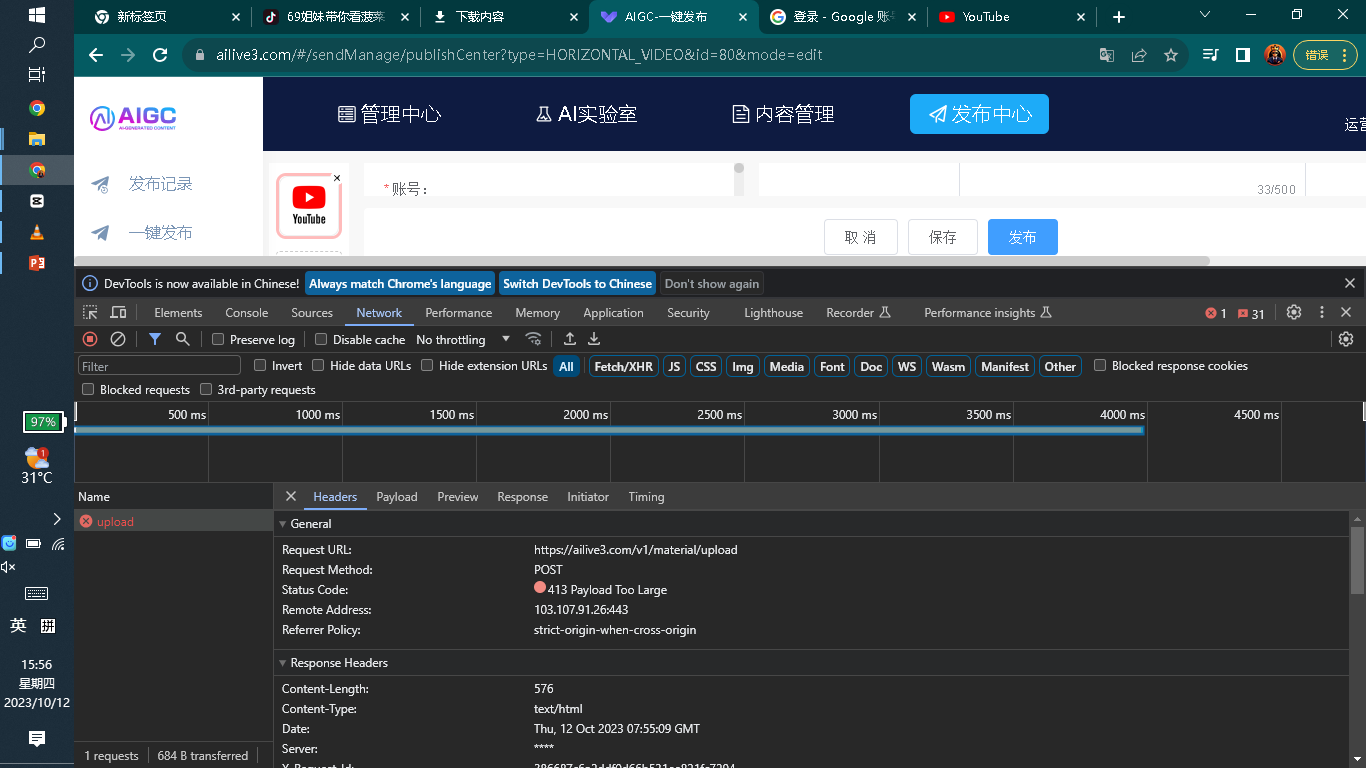 新标签页
69姐妹带你看菠菜
下载内容
AIGC-一键发布
登录 - Google 账号
YouTube
ailive3.com/#/sendManage/publishCenter?type=HORIZONTAL_VIDEO&id=80&mode=edit
错误
AIGC
AI-GENERATED CONTENT
管理中心
AI实验室
内容管理
发布中心
运营
发布记录
一键发布
YouTube
* 账号：
33/500
取 消
保存
发布
DevTools is now available in Chinese!
Always match Chrome's language
Switch DevTools to Chinese
Don't show again
Elements
Console
Sources
Network
Performance
Memory
Application
Security
Lighthouse
Recorder
Performance insights
1
31
Preserve log
Disable cache
No throttling
Filter
Invert
Hide data URLs
Hide extension URLs
All
Fetch/XHR
JS
CSS
Img
Media
Font
Doc
WS
Wasm
Manifest
Other
Blocked response cookies
Blocked requests
3rd-party requests
500 ms
1000 ms
1500 ms
2000 ms
2500 ms
3000 ms
3500 ms
4000 ms
4500 ms
Name
upload
Headers
Payload
Preview
Response
Initiator
Timing
General
Request URL: https://ailive3.com/v1/material/upload
Request Method: POST
Status Code: 413 Payload Too Large
Remote Address: 103.107.91.26:443
Referrer Policy: strict-origin-when-cross-origin
Response Headers
Content-Length: 576
Content-Type: text/html
Date: Thu, 12 Oct 2023 07:55:09 GMT
Server: ****
1 requests
684 B transferred
97%
1
31°C
英
拼
15:56
星期四
2023/10/12